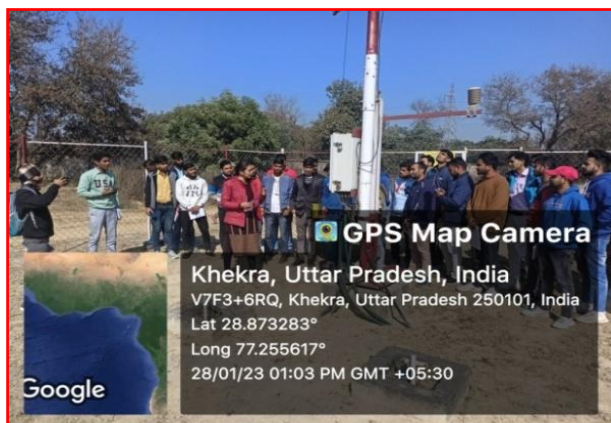 USA
GPS Map Camera
Khekra, Uttar Pradesh, India
V7F3+6RQ, Khekra, Uttar Pradesh 250101, India
Lat 28.873283°
Long 77.255617°
28/01/23 01:03 PM GMT +05:30
Google